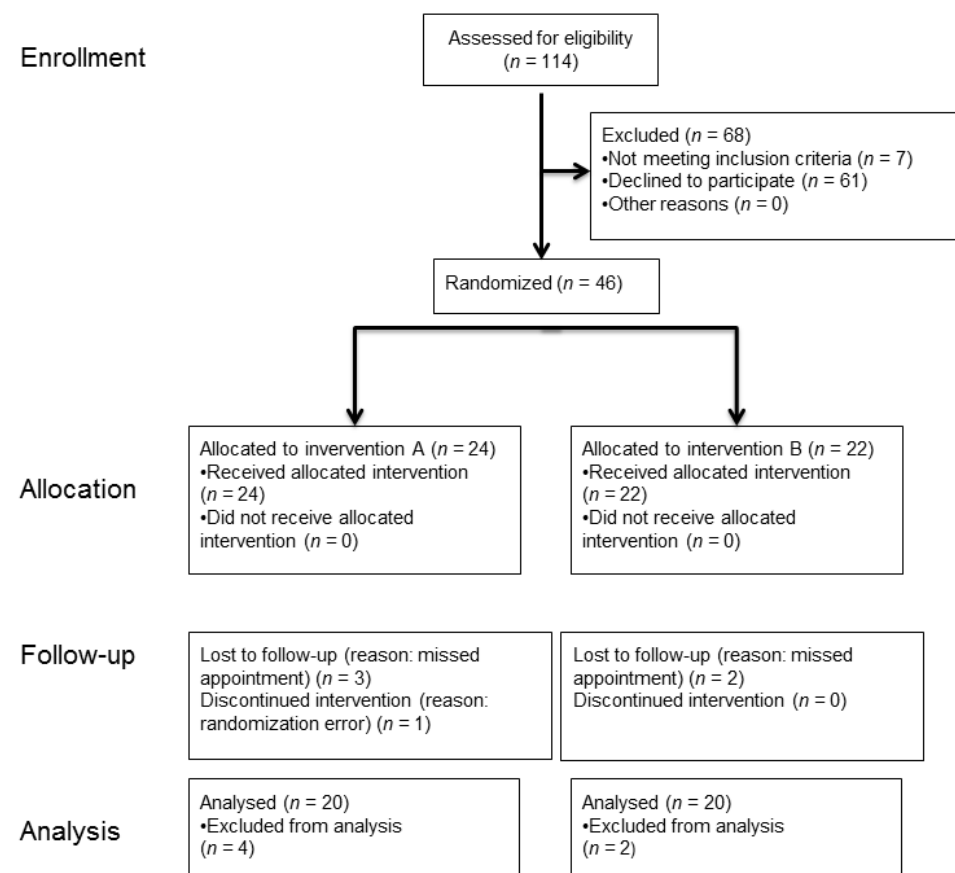 Enrollment
Assessed for eligibility
(n = 114)
Excluded (n = 68)
•Not meeting inclusion criteria (n = 7)
•Declined to participate (n = 61)
•Other reasons (n = 0)
Randomized (n = 46)
Allocation
Allocated to invervention A (n = 24)
•Received allocated intervention
(n = 24)
•Did not receive allocated
intervention (n = 0)
Allocated to intervention B (n = 22)
•Received allocated intervention
(n = 22)
•Did not receive allocated
intervention (n = 0)
Follow-up
Lost to follow-up (reason: missed
appointment) (n = 3)
Discontinued intervention (reason:
randomization error) (n = 1)
Lost to follow-up (reason: missed
appointment) (n = 2)
Discontinued intervention (n = 0)
Analysis
Analysed (n = 20)
•Excluded from analysis
(n = 4)
Analysed (n = 20)
•Excluded from analysis
(n = 2)